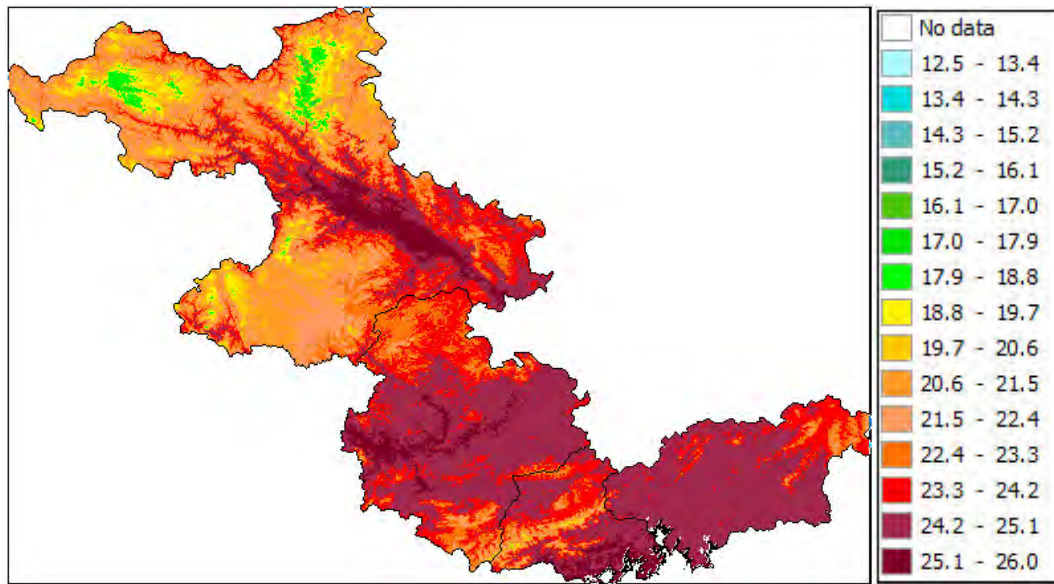 No data
12.5 - 13.4
13.4 - 14.3
14.3 - 15.2
15.2 - 16.1
16.1 - 17.0
17.0 - 17.9
17.9 - 18.8
18.8 - 19.7
19.7 - 20.6
20.6 - 21.5
21.5 - 22.4
22.4 - 23.3
23.3 - 24.2
24.2 - 25.1
25.1 - 26.0